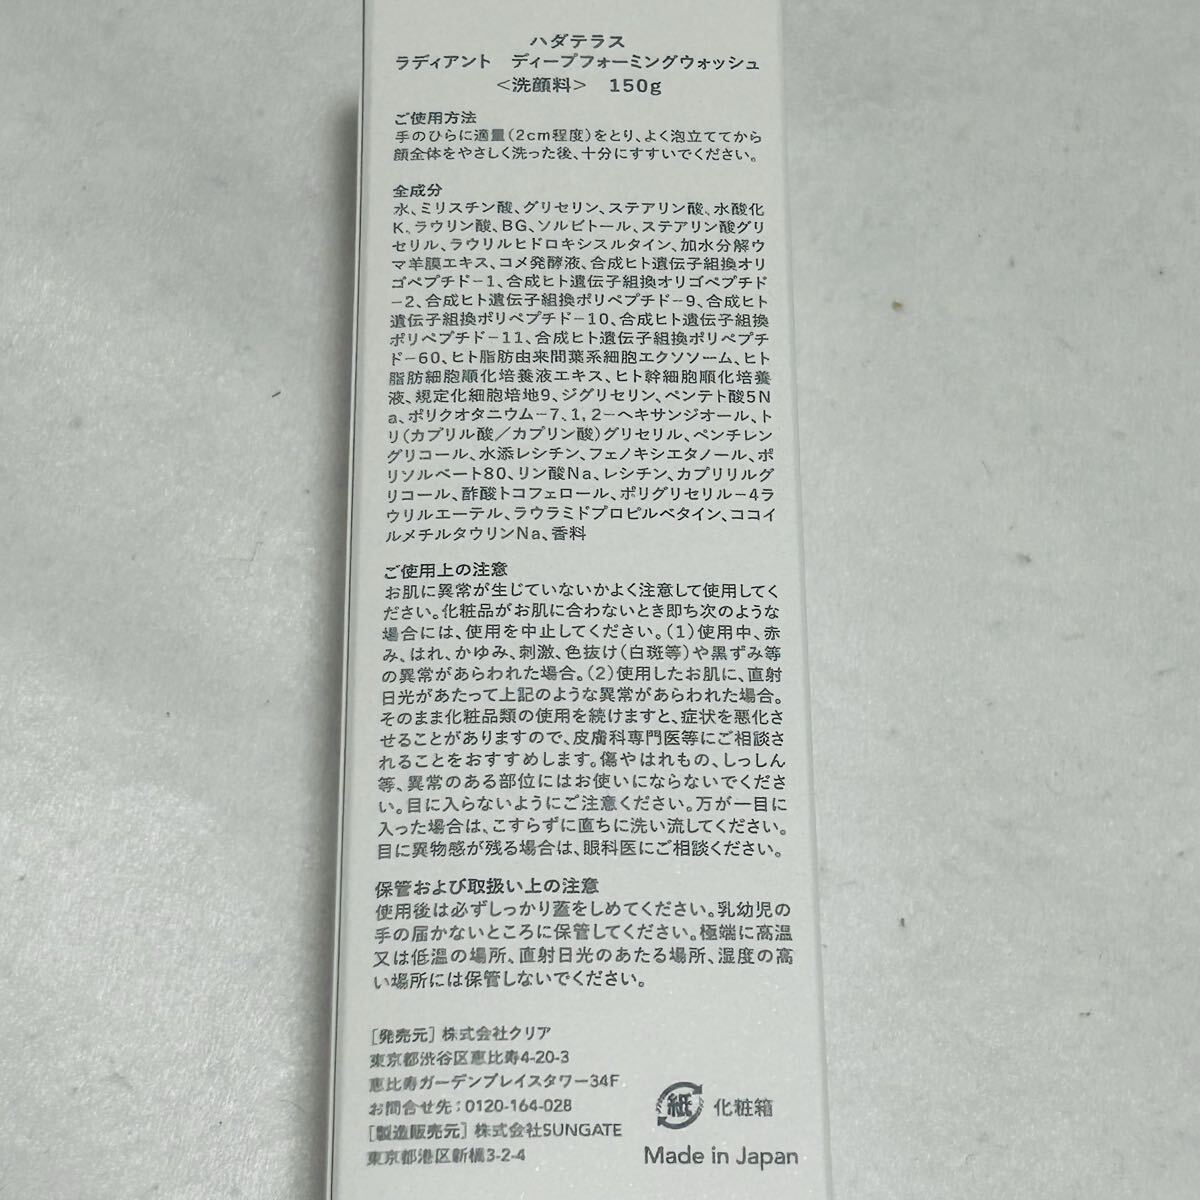 ハダテラス
ラディアント　ディープフォーミングウォッシュ
＜洗顔料＞　150g
ご使用方法
手のひらに適量(2cm程度)をとり、よく泡立ててから
顔全体をやさしく洗った後、十分にすすいでください。
全成分
水、ミリスチン酸、グリセリン、ステアリン酸、水酸化
K、ラウリン酸、BG、ソルビトール、ステアリン酸グリ
セリル、ラウリルヒドロキシスルタイン、加水分解ウ
マ羊膜エキス、コメ発酵液、合成ヒト遺伝子組換オリ
ゴペプチド-1、合成ヒト遺伝子組換オリゴペプチド
-2、合成ヒト遺伝子組換ポリペプチド-9、合成ヒト
遺伝子組換ポリペプチド-10、合成ヒト遺伝子組換
ポリペプチド-11、合成ヒト遺伝子組換ポリペプチ
ド-60、ヒト脂肪由来間葉系細胞エクソソーム、ヒト
脂肪細胞順化培養液エキス、ヒト幹細胞順化培養
液、規定化細胞培地9、ジグリセリン、ペンテト酸5N
a、ポリクオタニウム-7、1,2-ヘキサンジオール、ト
リ(カプリル酸／カプリン酸)グリセリル、ペンチレン
グリコール、水添レシチン、フェノキシエタノール、ポ
リソルベート80、リン酸Na、レシチン、カプリリルグ
リコール、酢酸トコフェロール、ポリグリセリル-4ラ
ウリルエーテル、ラウラミドプロピルベタイン、ココイ
ルメチルタウリンNa、香料
ご使用上の注意
お肌に異常が生じていないかよく注意して使用してく
ださい。化粧品がお肌に合わないとき即ち次のような
場合には、使用を中止してください。(1)使用中、赤
み、はれ、かゆみ、刺激、色抜け(白斑等)や黒ずみ等
の異常があらわれた場合。(2)使用したお肌に、直射
日光があたって上記のような異常があらわれた場合。
そのまま化粧品類の使用を続けますと、症状を悪化さ
せることがありますので、皮膚科専門医等にご相談さ
れることをおすすめします。傷やはれもの、しっしん
等、異常のある部位にはお使いにならないでくださ
い。目に入らないようにご注意ください。万が一目に
入った場合は、こすらずに直ちに洗い流してください。
目に異物感が残る場合は、眼科医にご相談ください。
保管および取扱い上の注意
使用後は必ずしっかり蓋をしめてください。乳幼児の
手の届かないところに保管してください。極端に高温
又は低温の場所、直射日光のあたる場所、湿度の高
い場所には保管しないでください。
[発売元] 株式会社クリア
東京都渋谷区恵比寿4-20-3
恵比寿ガーデンプレイスタワー34F
お問合せ先：0120-164-028
[製造販売元] 株式会社SUNGATE
東京都港区新橋3-2-4
紙 化粧箱
Made in Japan